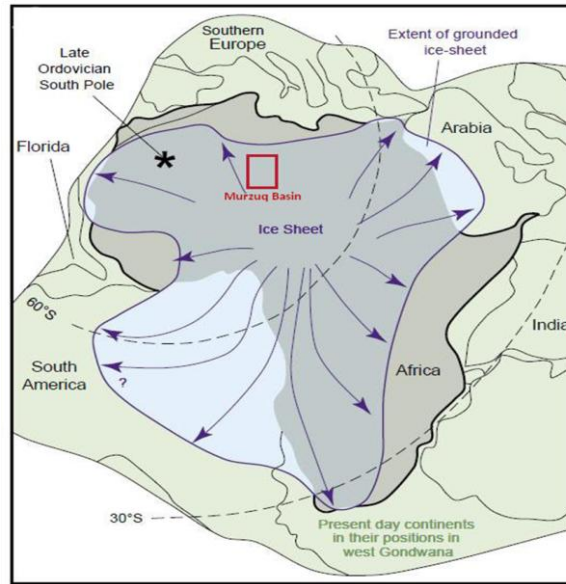 Southern
Europe
Extent of grounded
ice-sheet
Late
Ordovician
South Pole
Florida
Arabia
*
Murzuq Basin
Ice Sheet
60°S
India
South
America
?
Africa
30°S
Present day continents
in their positions in
west Gondwana